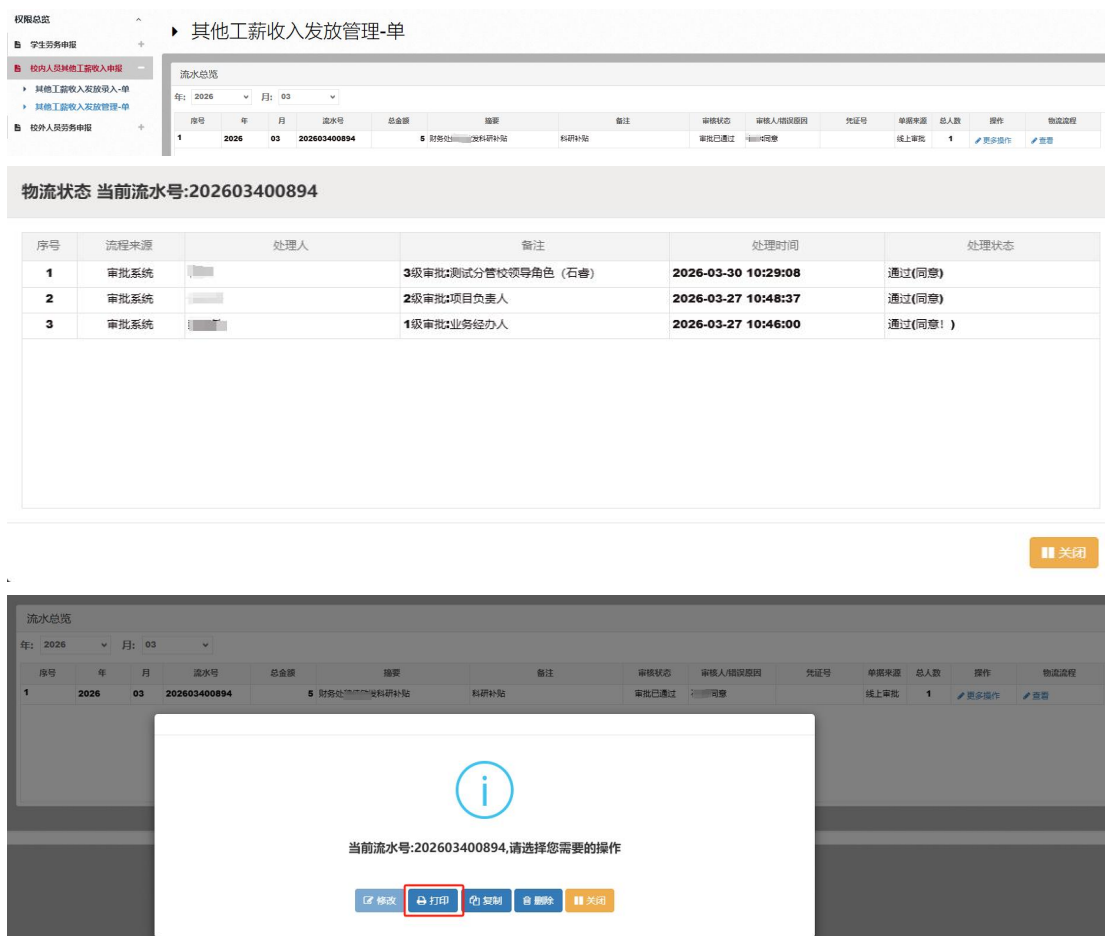 权限总览
学生劳务申报
校内人员其他工薪收入申报
其他工薪收入发放录入-单
其他工薪收入发放管理-单
校外人员劳务申报
其他工薪收入发放管理-单
流水总览
年: 2026 月: 03
序号 年 月 流水号 总金额 摘要 备注 审核状态 审核人/错误原因 凭证号 单据来源 总人数 操作 物流流程
1 2026 03 202603400894 5 财务处 发科研补贴 科研补贴 审批已通过 同意 线上审批 1 更多操作 查看
物流状态 当前流水号:202603400894
序号 流程来源 处理人 备注 处理时间 处理状态
1 审批系统 3级审批:测试分管校领导角色（石睿） 2026-03-30 10:29:08 通过(同意)
2 审批系统 2级审批:项目负责人 2026-03-27 10:48:37 通过(同意)
3 审批系统 1级审批:业务经办人 2026-03-27 10:46:00 通过(同意！)
关闭
流水总览
年: 2026 月: 03
序号 年 月 流水号 总金额 摘要 备注 审核状态 审核人/错误原因 凭证号 单据来源 总人数 操作 物流流程
1 2026 03 202603400894 5 财务处 发科研补贴 科研补贴 审批已通过 同意 线上审批 1 更多操作 查看
当前流水号:202603400894,请选择您需要的操作
修改 打印 复制 删除 关闭